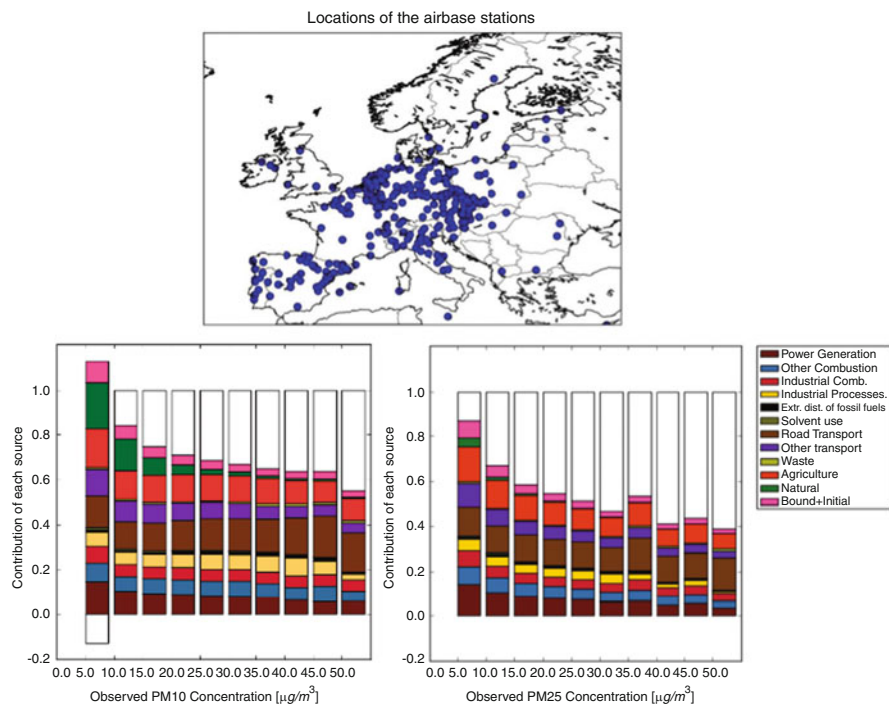 Locations of the airbase stations
Contribution of each source
1.0
0.8
0.6
0.4
0.2
0.0
-0.2
0.0 5.0 10.0 15.0 20.0 25.0 30.0 35.0 40.0 45.0 50.0
Observed PM10 Concentration [µg/m³]
Contribution of each source
1.0
0.8
0.6
0.4
0.2
0.0
-0.2
0.0 5.0 10.0 15.0 20.0 25.0 30.0 35.0 40.0 45.0 50.0
Observed PM25 Concentration [µg/m³]
Power Generation
Other Combustion
Industrial Comb.
Industrial Processes.
Extr. dist. of fossil fuels
Solvent use
Road Transport
Other transport
Waste
Agriculture
Natural
Bound+Initial